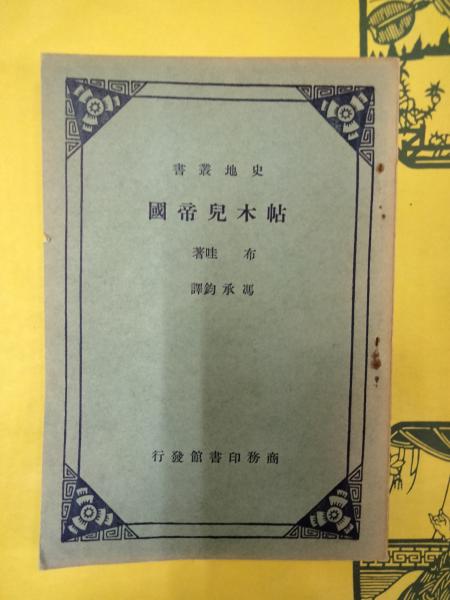 史地叢書
帖木兒帝國
布哇著
馮承鈞譯
商務印書館發行